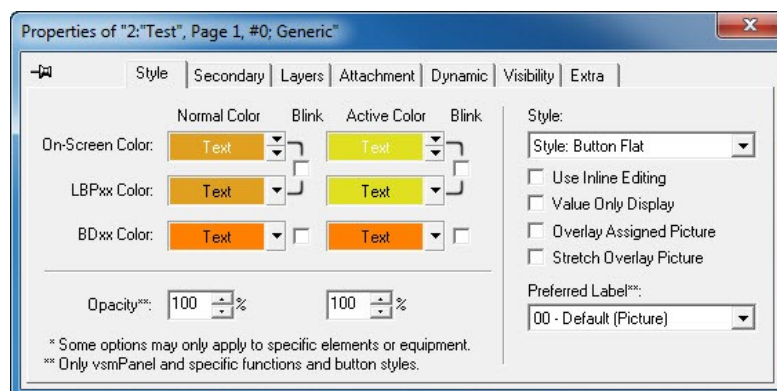 Properties of "2:"Test", Page 1, #0; Generic"
Style Secondary Layers Attachment Dynamic Visibility Extra
Normal Color Blink Active Color Blink
On-Screen Color: Text Text
LBPxx Color: Text Text
BDxx Color: Text Text
Opacity**: 100 % 100 %
* Some options may only apply to specific elements or equipment.
** Only vsmPanel and specific functions and button styles.
Style:
Style: Button Flat
Use Inline Editing
Value Only Display
Overlay Assigned Picture
Stretch Overlay Picture
Preferred Label**:
00 - Default (Picture)